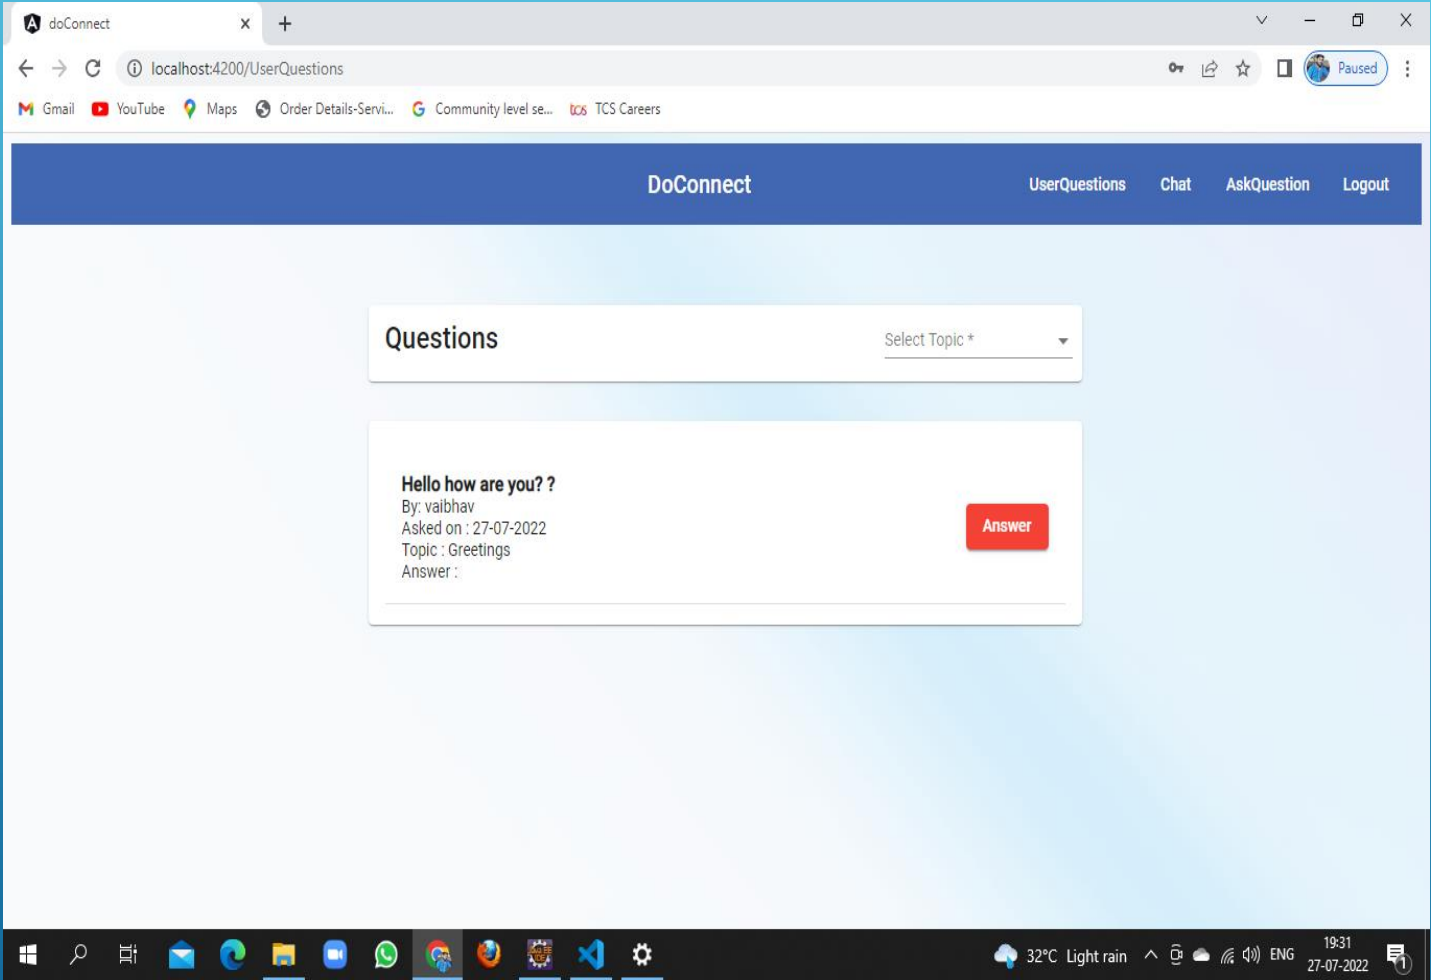 doConnect
localhost:4200/UserQuestions
Paused
Gmail YouTube Maps Order Details-Servi... Community level se... tcs TCS Careers
DoConnect UserQuestions Chat AskQuestion Logout
Questions Select Topic *
Hello how are you? ?
By: vaibhav
Asked on : 27-07-2022
Answer
Topic : Greetings
Answer :
32°C Light rain ENG 19:31
27-07-2022
1